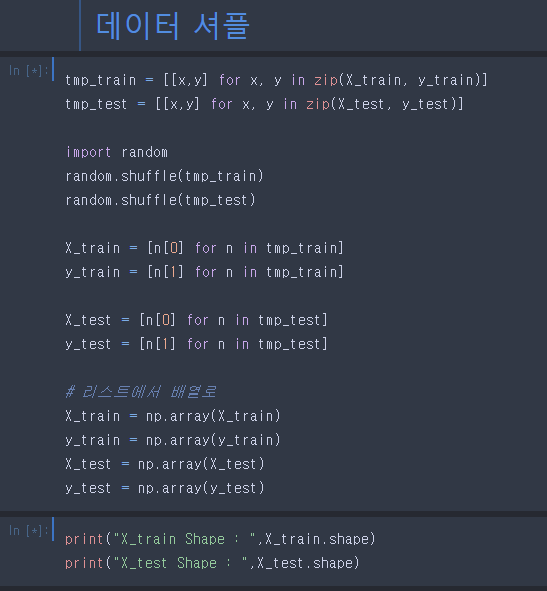 데이터 셔플
In [*]:
tmp_train = [[x,y] for x, y in zip(X_train, y_train)]
tmp_test = [[x,y] for x, y in zip(X_test, y_test)]
import random
random.shuffle(tmp_train)
random.shuffle(tmp_test)
X_train = [n[0] for n in tmp_train]
y_train = [n[1] for n in tmp_train]
X_test = [n[0] for n in tmp_test]
y_test = [n[1] for n in tmp_test]
# 리스트에서 배열로
X_train = np.array(X_train)
y_train = np.array(y_train)
X_test = np.array(X_test)
y_test = np.array(y_test)
In [*]:
print("X_train Shape : ",X_train.shape)
print("X_test Shape : ",X_test.shape)